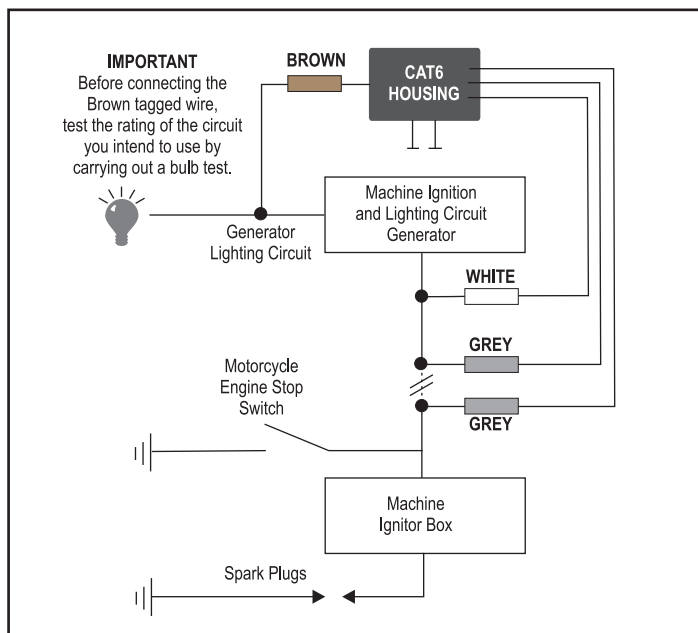 IMPORTANT
Before connecting the
Brown tagged wire,
test the rating of the circuit
you intend to use by
carrying out a bulb test.
BROWN
CAT6
HOUSING
Machine Ignition
and Lighting Circuit
Generator
Generator
Lighting Circuit
WHITE
GREY
GREY
Motorcycle
Engine Stop
Switch
Machine
Ignitor Box
Spark Plugs